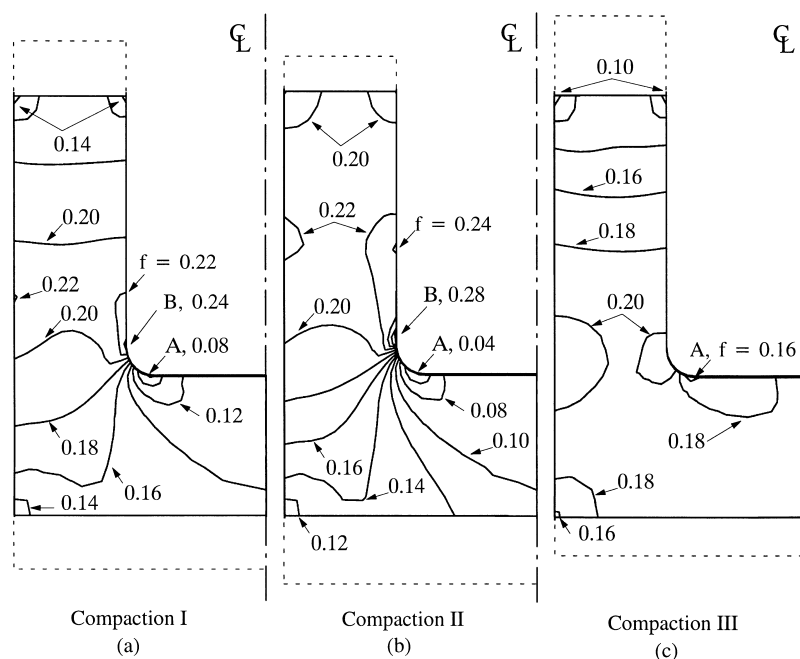 ℄
0.14
0.20
f = 0.22
0.22
0.20
B, 0.24
A, 0.08
0.12
0.18
0.16
0.14
Compaction I
(a)
℄
0.20
0.22
f = 0.24
0.20
B, 0.28
A, 0.04
0.08
0.10
0.16
0.14
0.12
Compaction II
(b)
℄
0.10
0.16
0.18
0.20
A, f = 0.16
0.18
0.18
0.16
Compaction III
(c)